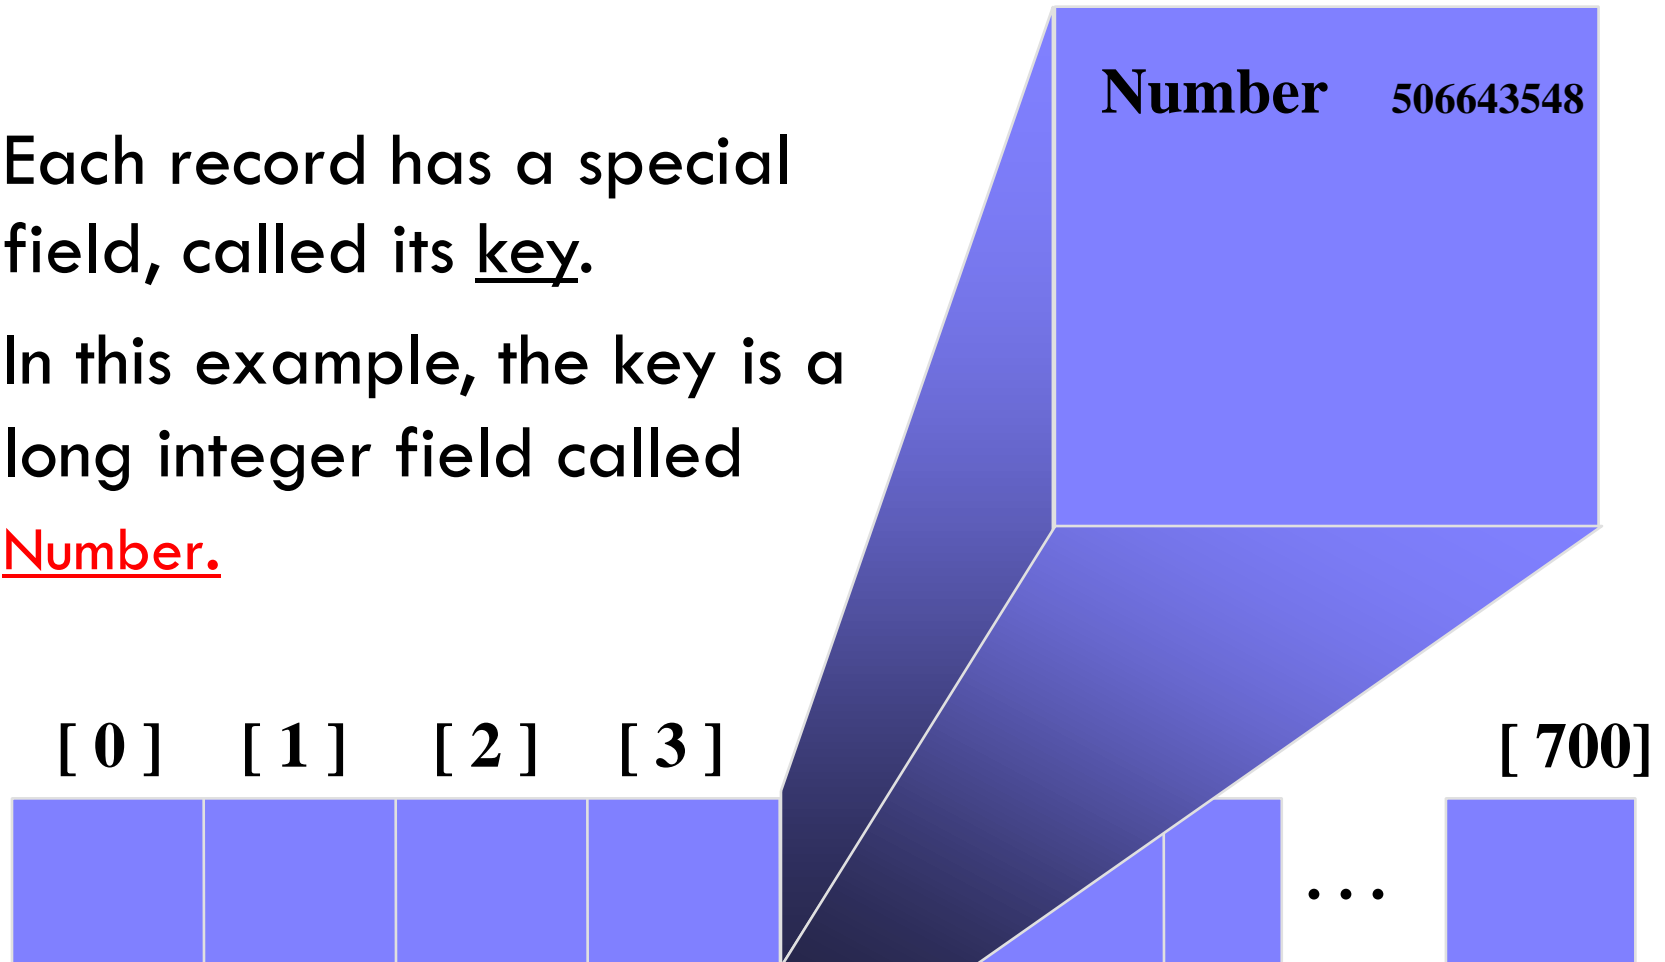 Number 506643548
Each record has a special
field, called its key.
In this example, the key is a
long integer field called
Number.
[ 0 ] [ 1 ] [ 2 ] [ 3 ] [ 700]
. . .